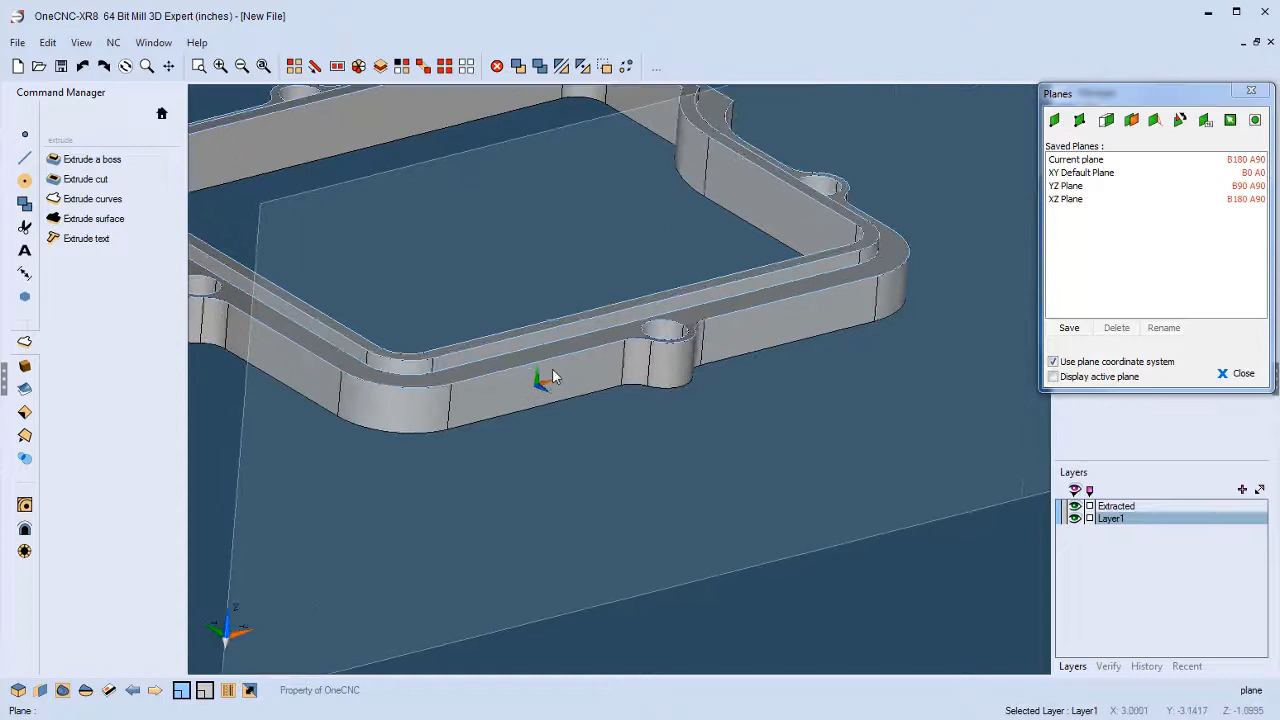 OneCNC-XR8 64 Bit Mill 3D Expert (inches) - [New File]
File Edit View NC Window Help
Command Manager
extrude
Extrude a boss
Extrude cut
Extrude curves
Extrude surface
Extrude text
A
Planes
Saved Planes :
Current plane B180 A90
XY Default Plane B0 A0
YZ Plane B90 A90
XZ Plane B180 A90
Save Delete Rename
Use plane coordinate system
Display active plane
Close
Layers
Extracted
Layer1
Layers Verify History Recent
Z
Property of OneCNC
plane
Plane :
Selected Layer : Layer1 X: 3.0001 Y: -3.1417 Z: -1.0995